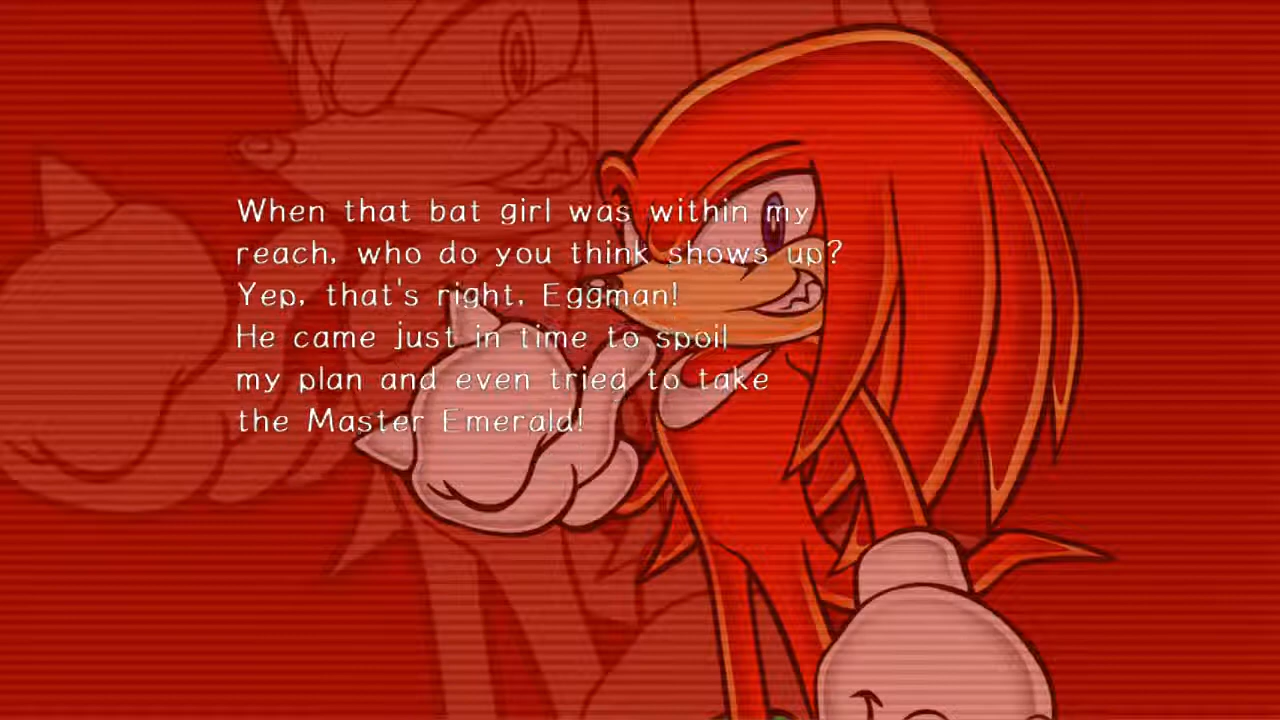 When that bat girl was within my
reach, who do you think shows up?
Yep, that's right, Eggman!
He came just in time to spoil
my plan and even tried to take
the Master Emerald!